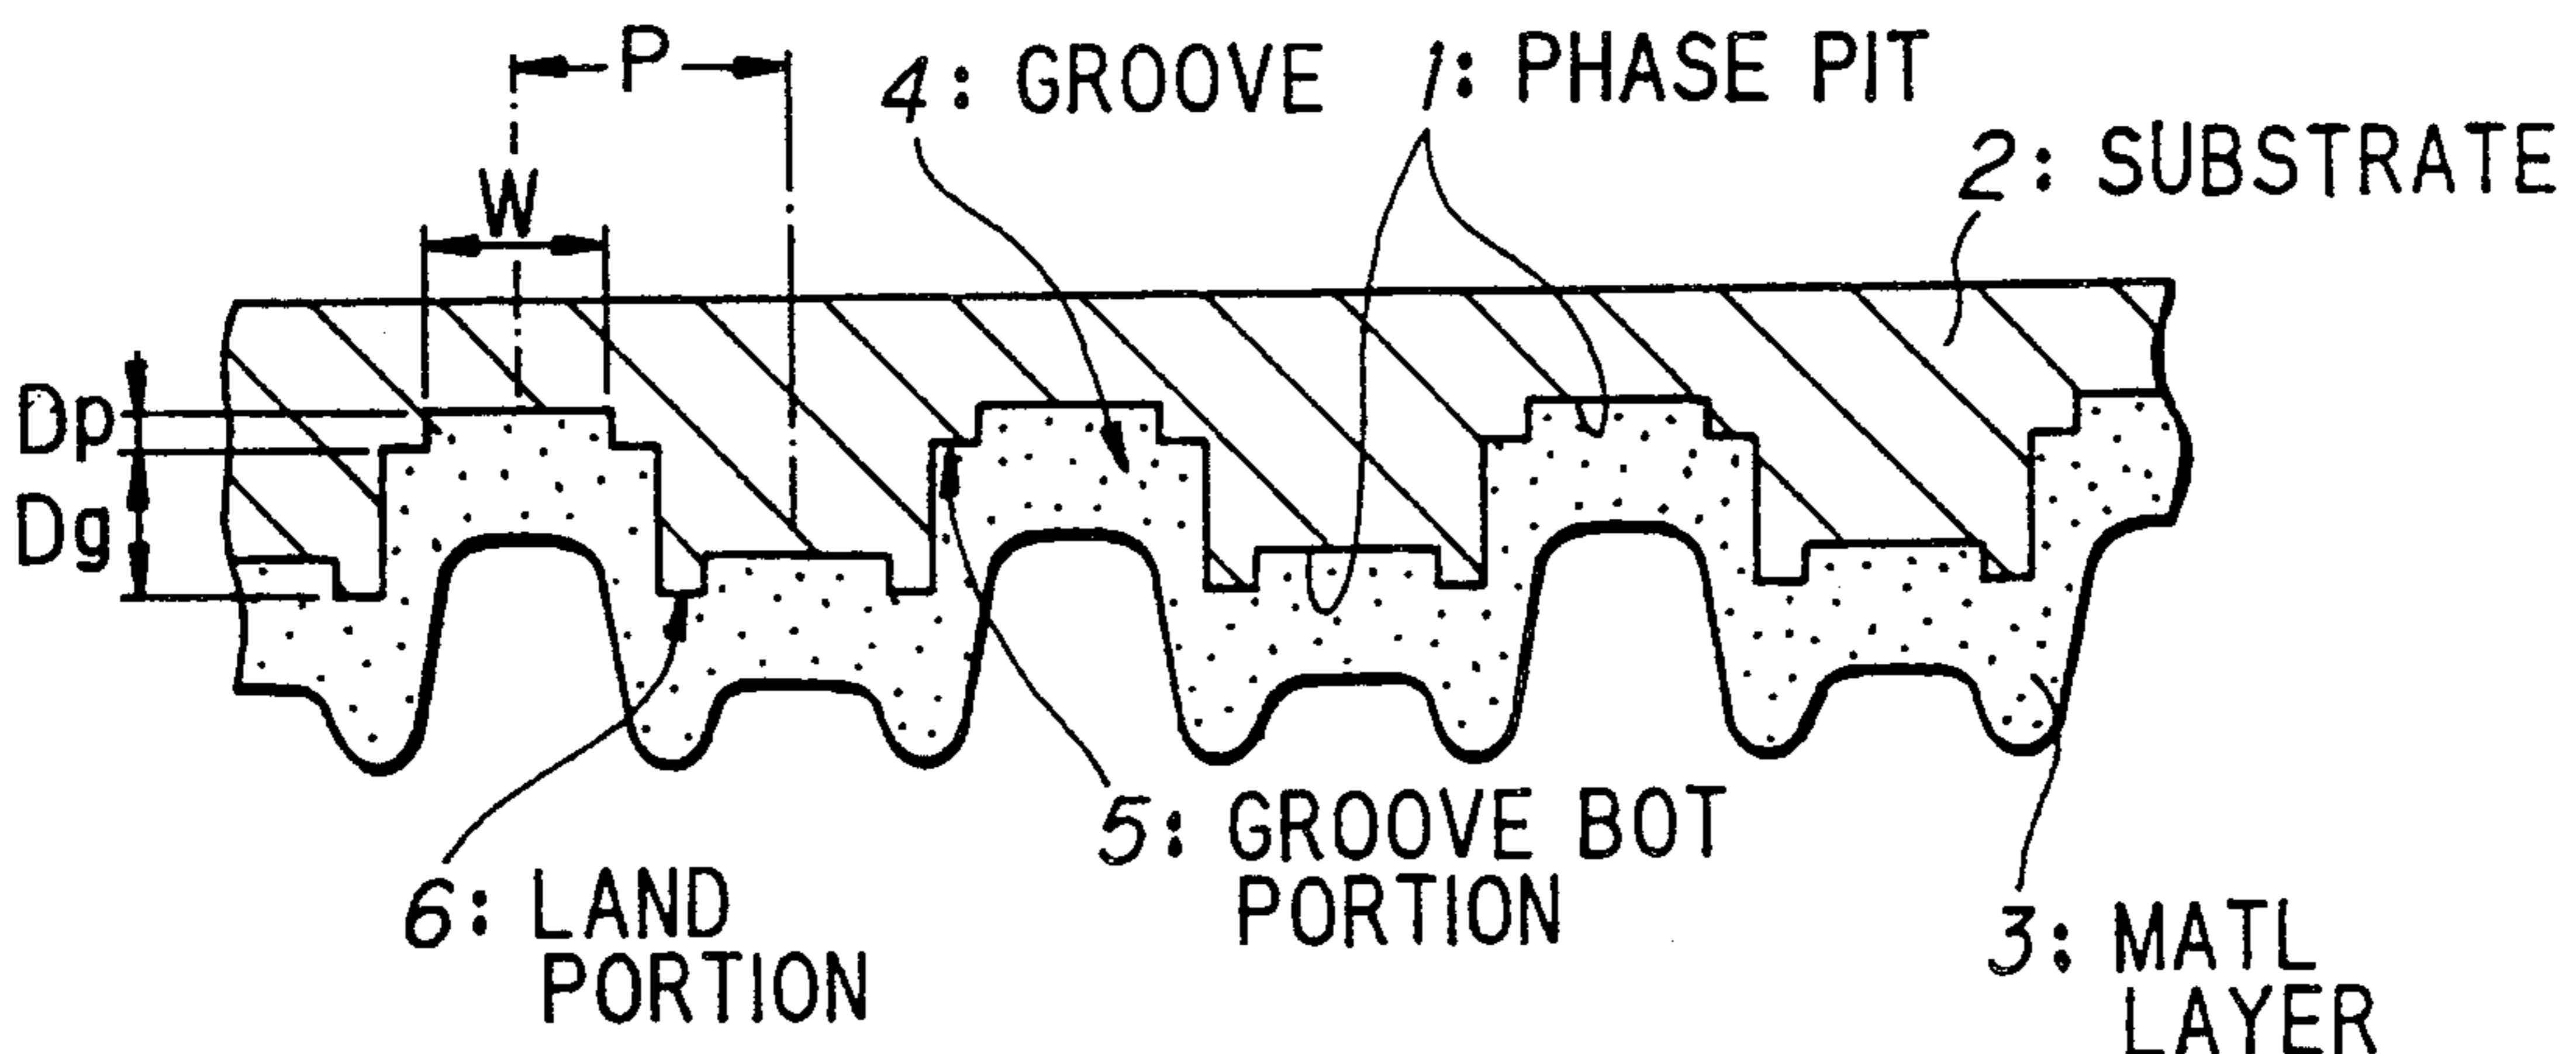 P
4: GROOVE
1: PHASE PIT
2: SUBSTRATE
W
Dp
Dg
5: GROOVE BOT
PORTION
6: LAND
PORTION
3: MATL
LAYER